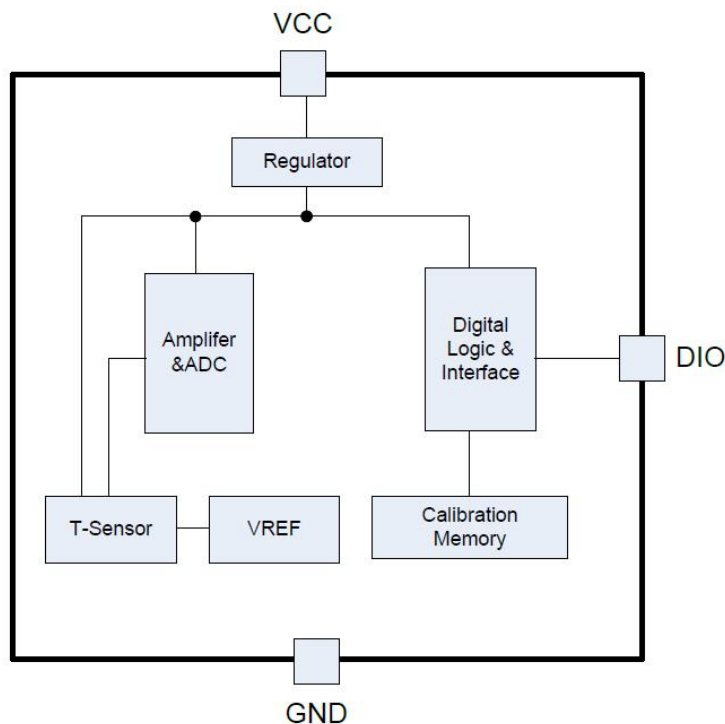 VCC
Regulator
Amplifer
&ADC
Digital
Logic &
Interface
DIO
T-Sensor
VREF
Calibration
Memory
GND